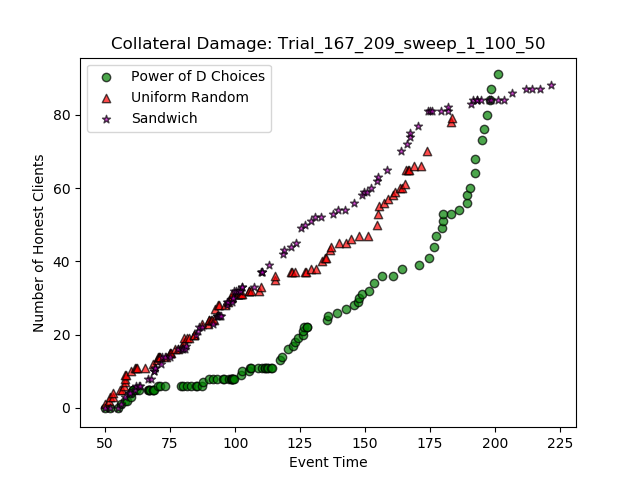 Collateral Damage: Trial_167_209_sweep_1_100_50
Power of D Choices
Uniform Random
Sandwich
Number of Honest Clients
80
60
40
20
0
50 75 100 125 150 175 200 225
Event Time